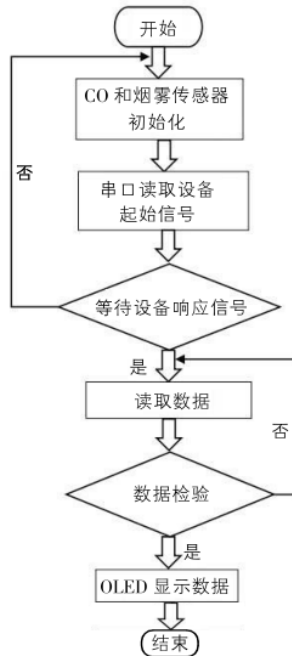 开始
CO 和烟雾传感器
初始化
否
串口读取设备
起始信号
等待设备响应信号
是
读取数据
否
数据检验
是
OLED 显示数据
结束